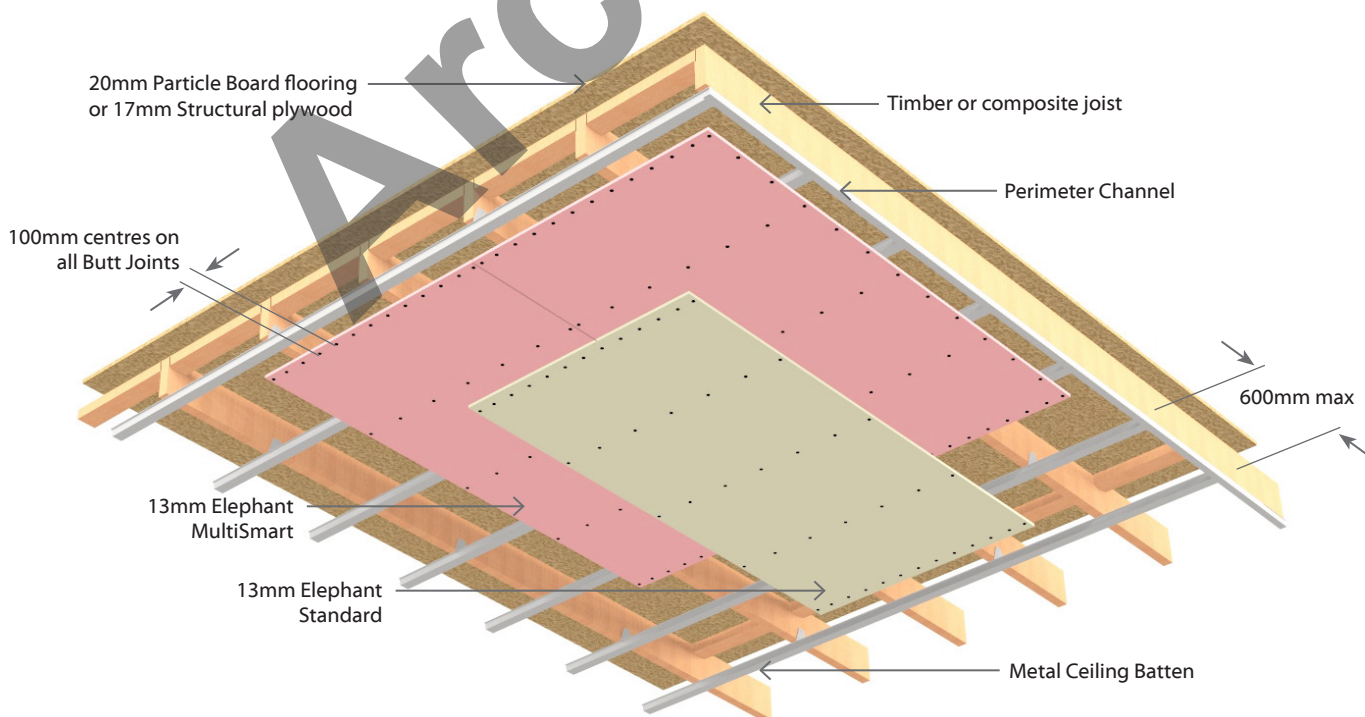 Arc
20mm Particle Board flooring
or 17mm Structural plywood
Timber or composite joist
Perimeter Channel
100mm centres on
all Butt Joints
600mm max
13mm Elephant
MultiSmart
13mm Elephant
Standard
Metal Ceiling Batten